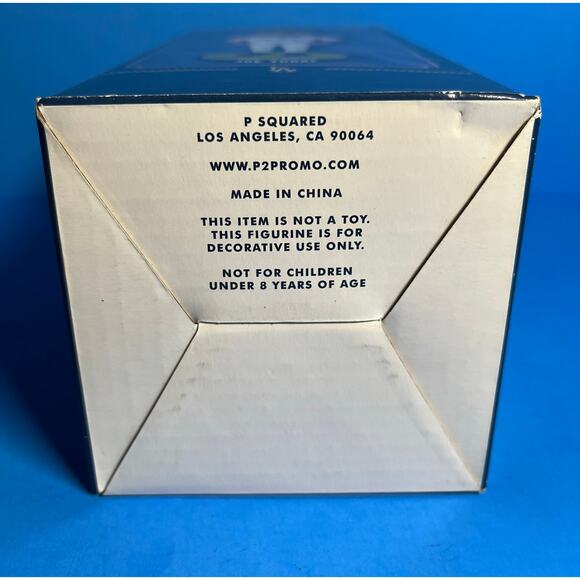 P SQUARED
LOS ANGELES, CA 90064
WWW.P2PROMO.COM
MADE IN CHINA
THIS ITEM IS NOT A TOY.
THIS FIGURINE IS FOR
DECORATIVE USE ONLY.
NOT FOR CHILDREN
UNDER 8 YEARS OF AGE